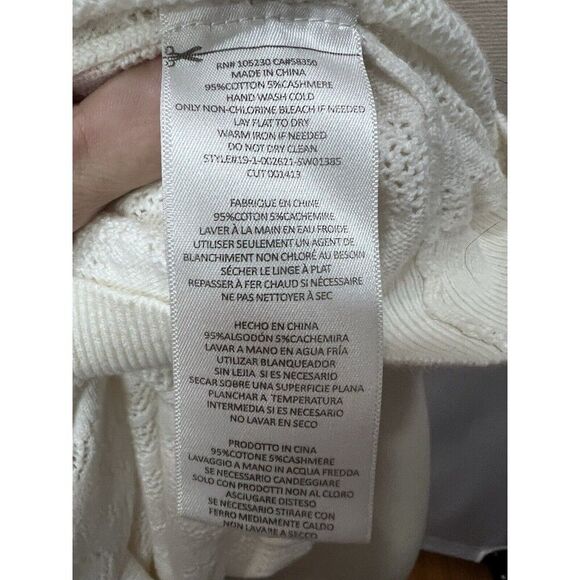 RN# 105230 CA#58350
MADE IN CHINA
95%COTTON 5%CASHMERE
HAND WASH COLD
ONLY NON-CHLORINE BLEACH IF NEEDED
LAY FLAT TO DRY
WARM IRON IF NEEDED
DO NOT DRY CLEAN
STYLE#19-1-002621-SW01385
CUT 001413
FABRIQUE EN CHINE
95%COTON 5%CACHEMIRE
LAVER À LA MAIN EN EAU FROIDE
UTILISER SEULEMENT UN AGENT DE
BLANCHIMENT NON CHLORÉ AU BESOIN
SÉCHER LE LINGE À PLAT
REPASSER À FER CHAUD SI NÉCESSAIRE
NE PAS NETTOYER À SEC
HECHO EN CHINA
95%ALGODÓN 5%CACHEMIRA
LAVAR A MANO EN AGUA FRÍA
UTILIZAR BLANQUEADOR
SIN LEJIA SI ES NECESARIO
SECAR SOBRE UNA SUPERFICIE PLANA
PLANCHAR A TEMPERATURA
INTERMEDIA SI ES NECESARIO
NO LAVAR EN SECO
PRODOTTO IN CINA
95%COTONE 5%CASHMERE
LAVAGGIO A MANO IN ACQUA FREDDA
SE NECESSARIO CANDEGGIARE
SOLO CON PRODOTTI NON AL CLORO
ASCIUGARE DISTESO
SE NECESSARIO STIRARE CON
FERRO MEDIAMENTE CALDO
NON LAVARE A SECCO